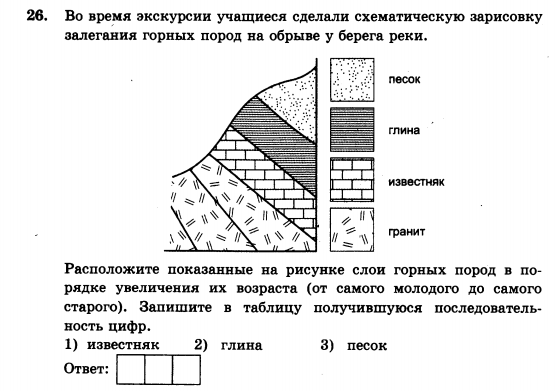 26. Во время экскурсии учащиеся сделали схематическую зарисовку
залегания горных пород на обрыве у берега реки.
песок
глина
известняк
гранит
Расположите показанные на рисунке слои горных пород в по-
рядке увеличения их возраста (от самого молодого до самого
старого). Запишите в таблицу получившуюся последователь-
ность цифр.
1) известняк 2) глина 3) песок
Ответ: